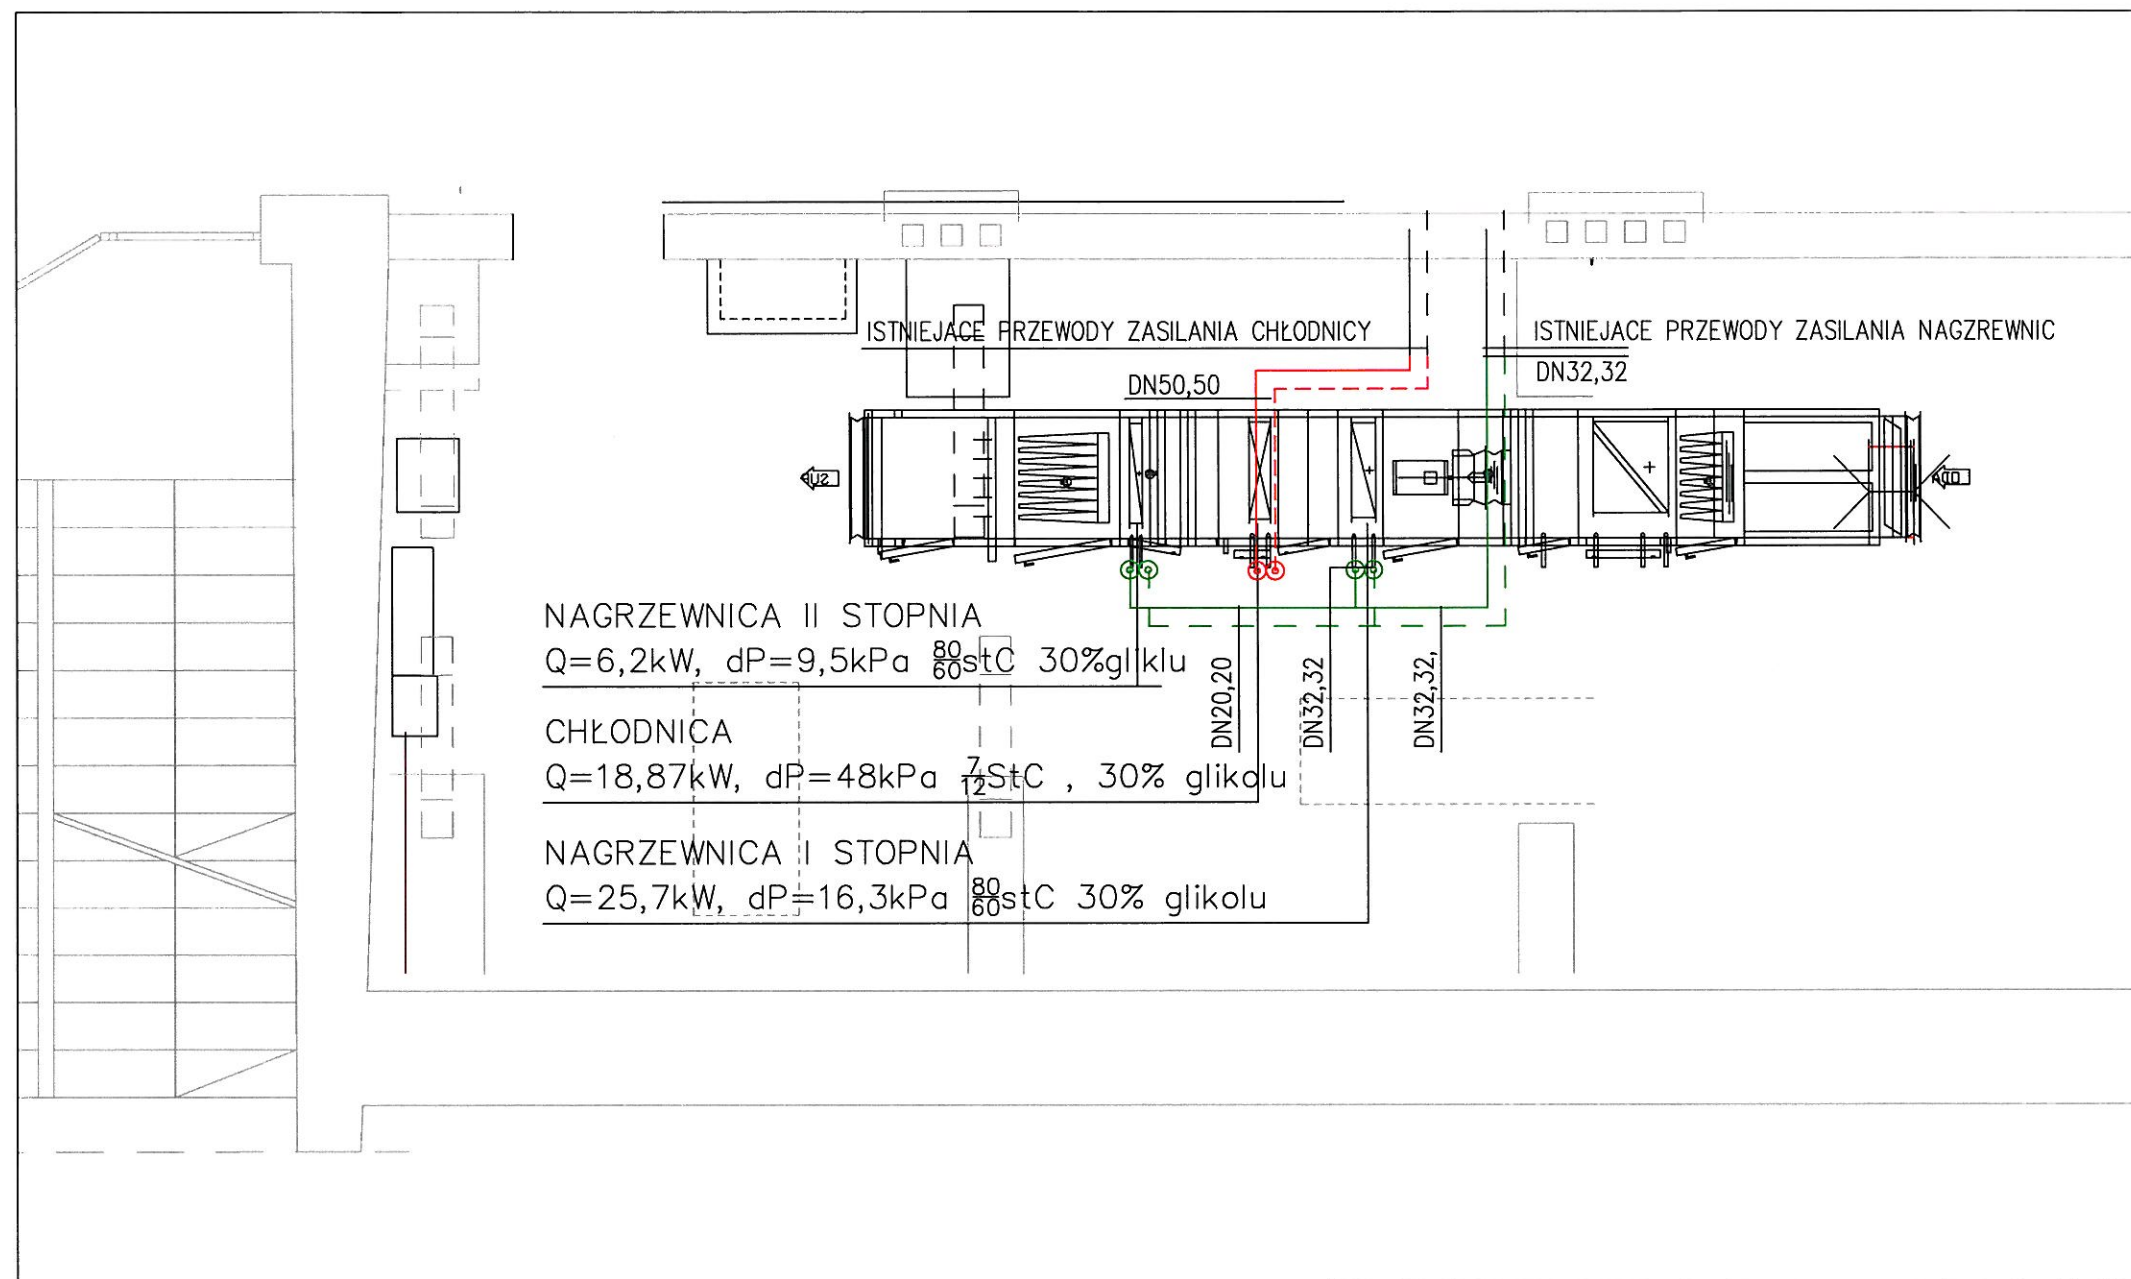 ISTNIEJACE PRZEWODY ZASILANIA CHŁODNICY
ISTNIEJACE PRZEWODY ZASILANIA NAGZREWNIC
DN50,50
DN32,32
SUP
NAGRZEWNICA II STOPNIA
Q=6,2kW, dP=9,5kPa 80/60stC 30%gliklu
CHŁODNICA
Q=18,87kW, dP=48kPa 7/12StC , 30% glikolu
NAGRZEWNICA I STOPNIA
Q=25,7kW, dP=16,3kPa 80/60stC 30% glikolu
DN20,20
DN32,32
DN32,32,